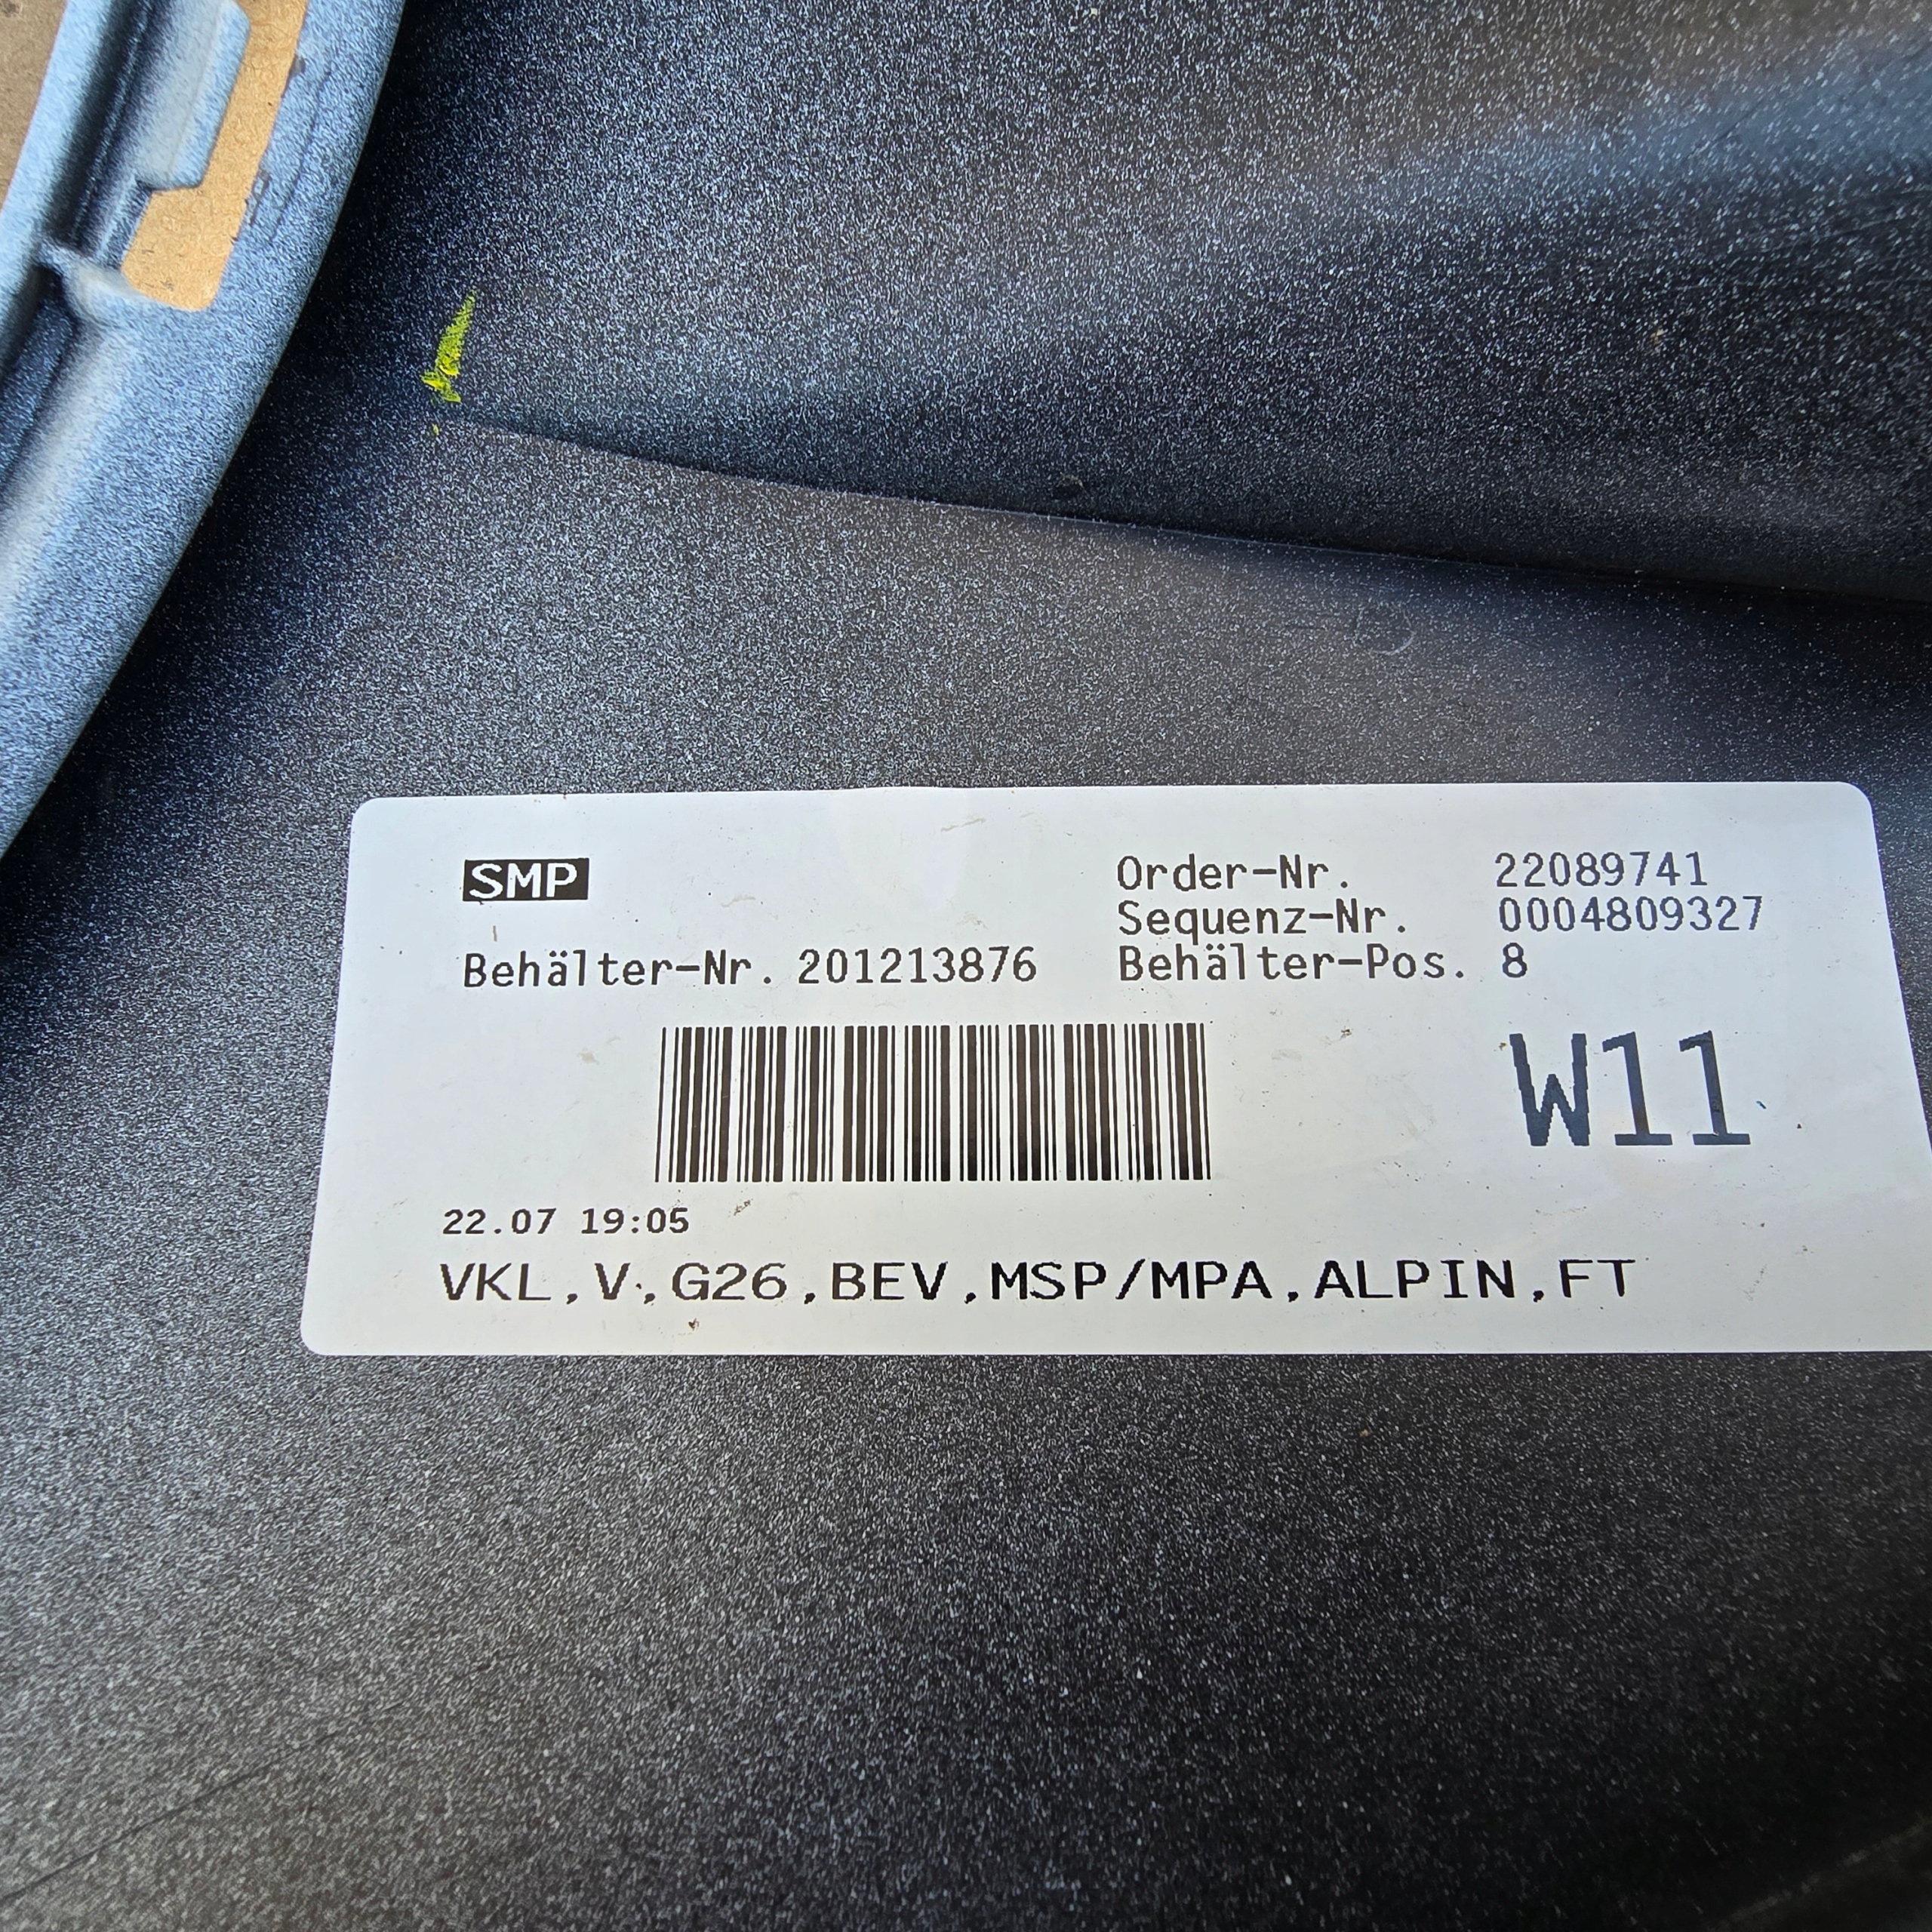 SMP
Order-Nr. 22089741
Sequenz-Nr. 0004809327
Behälter-Nr. 201213876 Behälter-Pos. 8
W11
22.07 19:05
VKL,V,G26,BEV,MSP/MPA,ALPIN,FT